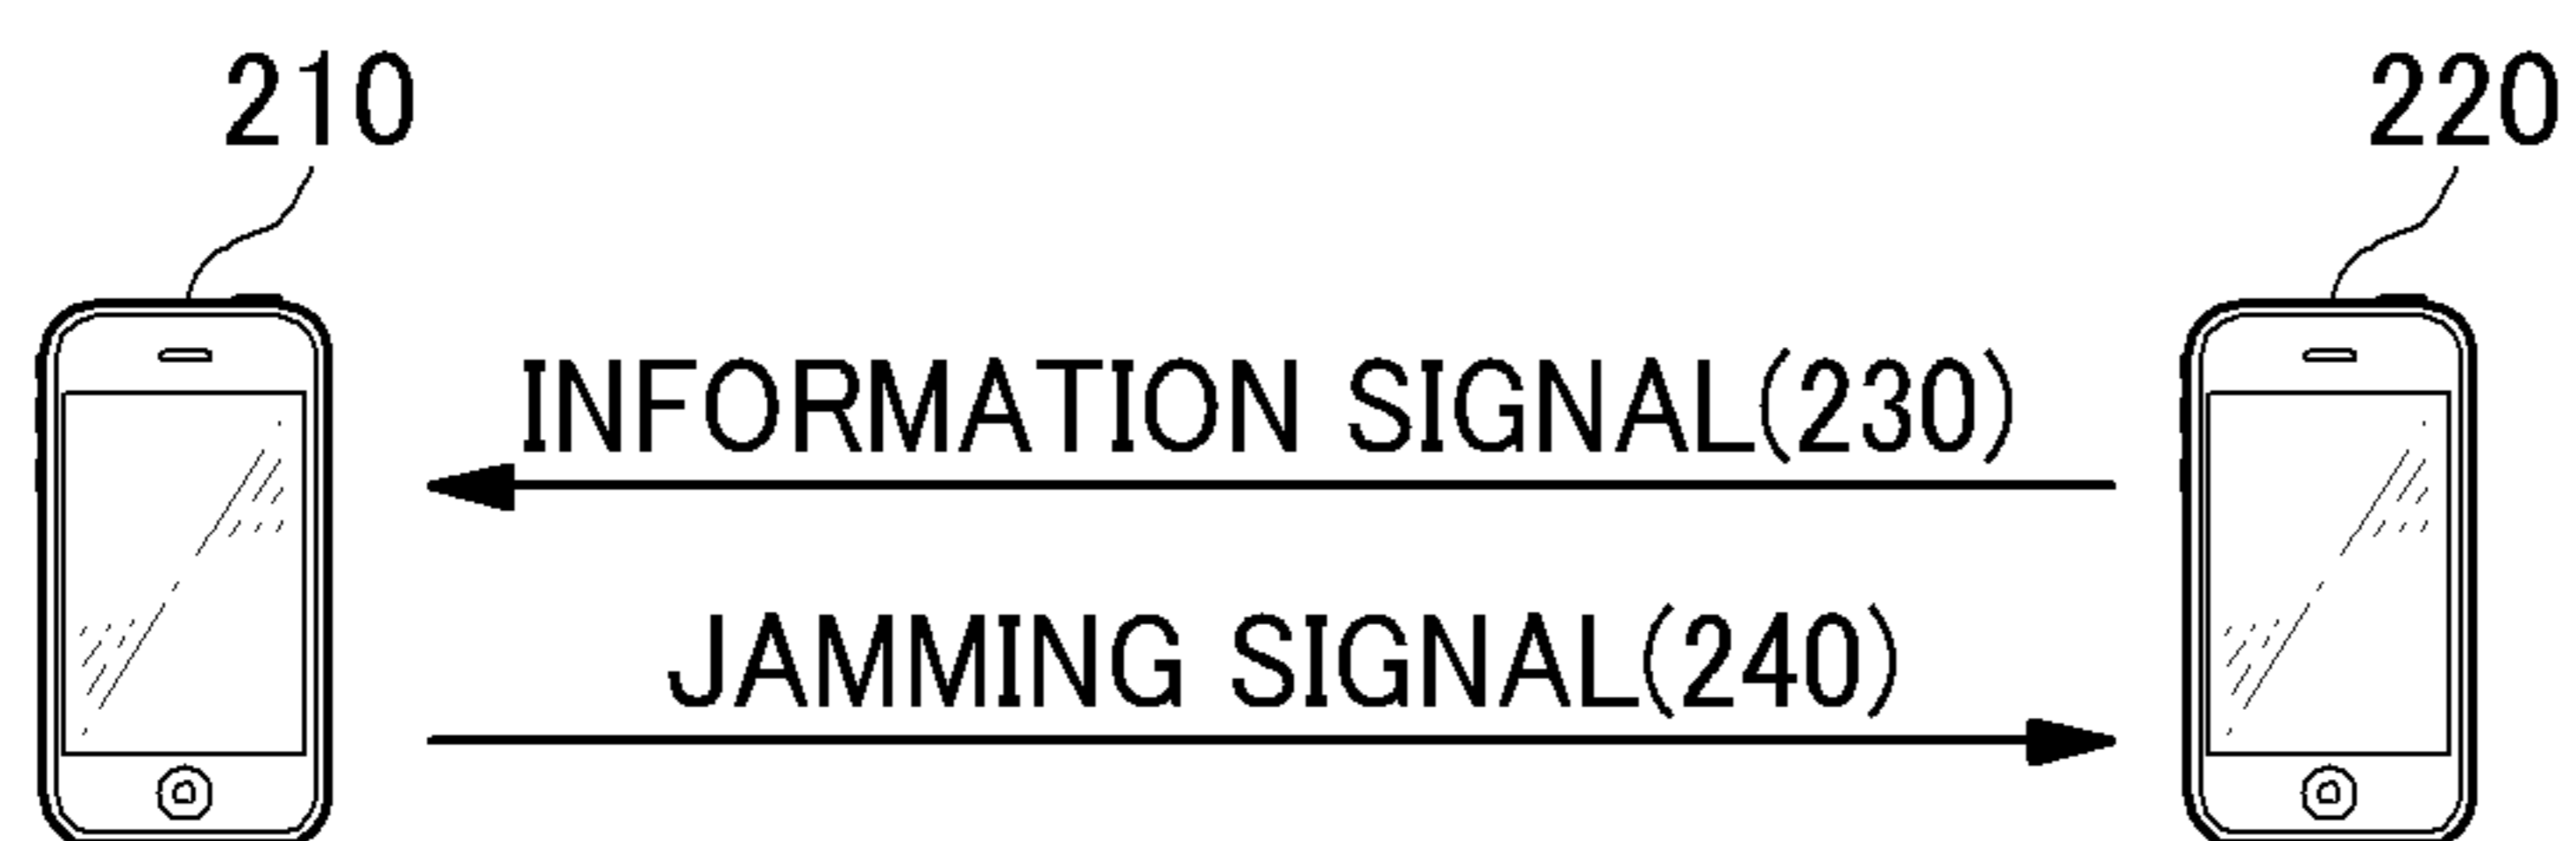 210
220
INFORMATION SIGNAL(230)
JAMMING SIGNAL(240)